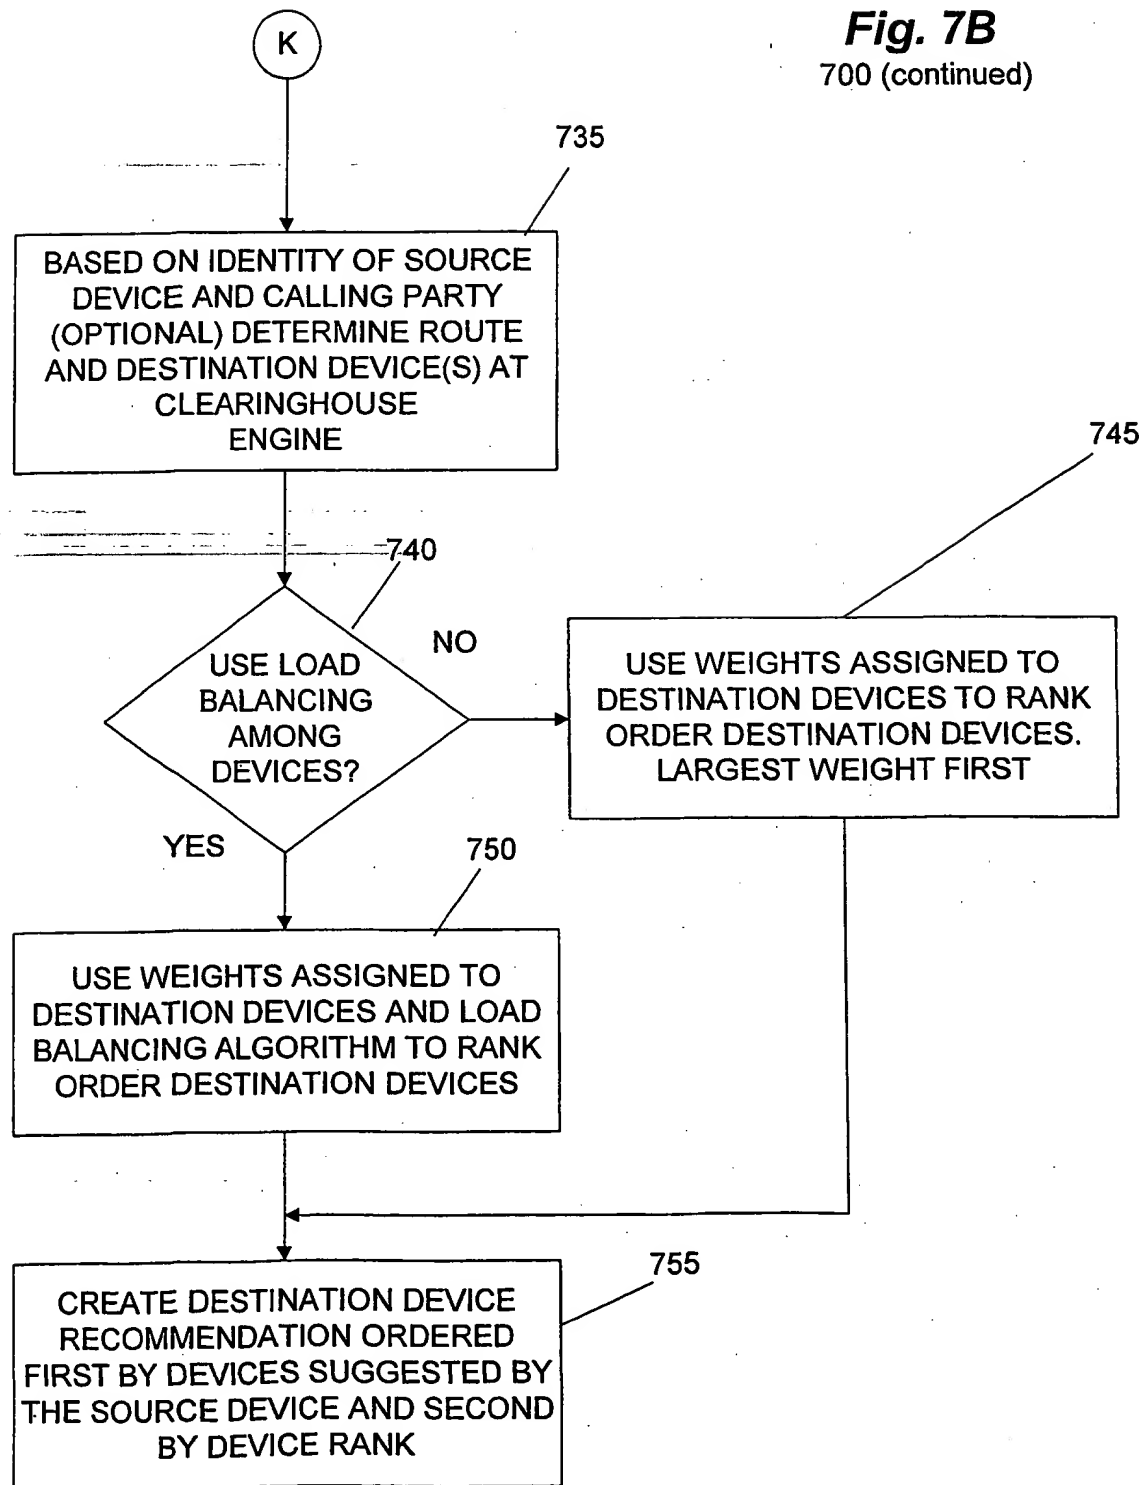 K
Fig. 7B
700 (continued)
735
BASED ON IDENTITY OF SOURCE
DEVICE AND CALLING PARTY
(OPTIONAL) DETERMINE ROUTE
AND DESTINATION DEVICE(S) AT
CLEARINGHOUSE
ENGINE
745
740
USE LOAD
BALANCING
AMONG
DEVICES?
NO
USE WEIGHTS ASSIGNED TO
DESTINATION DEVICES TO RANK
ORDER DESTINATION DEVICES.
LARGEST WEIGHT FIRST
YES
750
USE WEIGHTS ASSIGNED TO
DESTINATION DEVICES AND LOAD
BALANCING ALGORITHM TO RANK
ORDER DESTINATION DEVICES
755
CREATE DESTINATION DEVICE
RECOMMENDATION ORDERED
FIRST BY DEVICES SUGGESTED BY
THE SOURCE DEVICE AND SECOND
BY DEVICE RANK